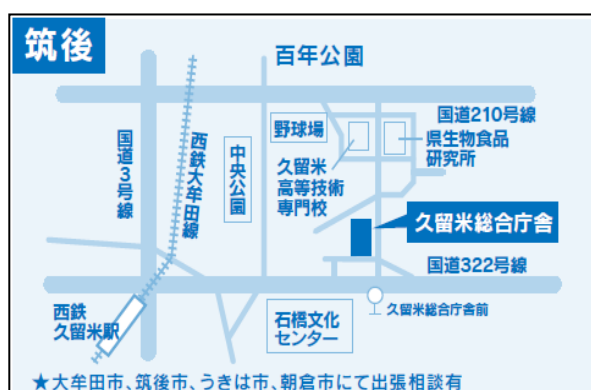 筑後
百年公園
国道210号線
野球場
県生物食品
研究所
国道3号線
西鉄大牟田線
中央公園
久留米
高等技術
専門校
久留米総合庁舎
国道322号線
西鉄
久留米駅
石橋文化
センター
久留米総合庁舎前
★大牟田市、筑後市、うきは市、朝倉市にて出張相談有